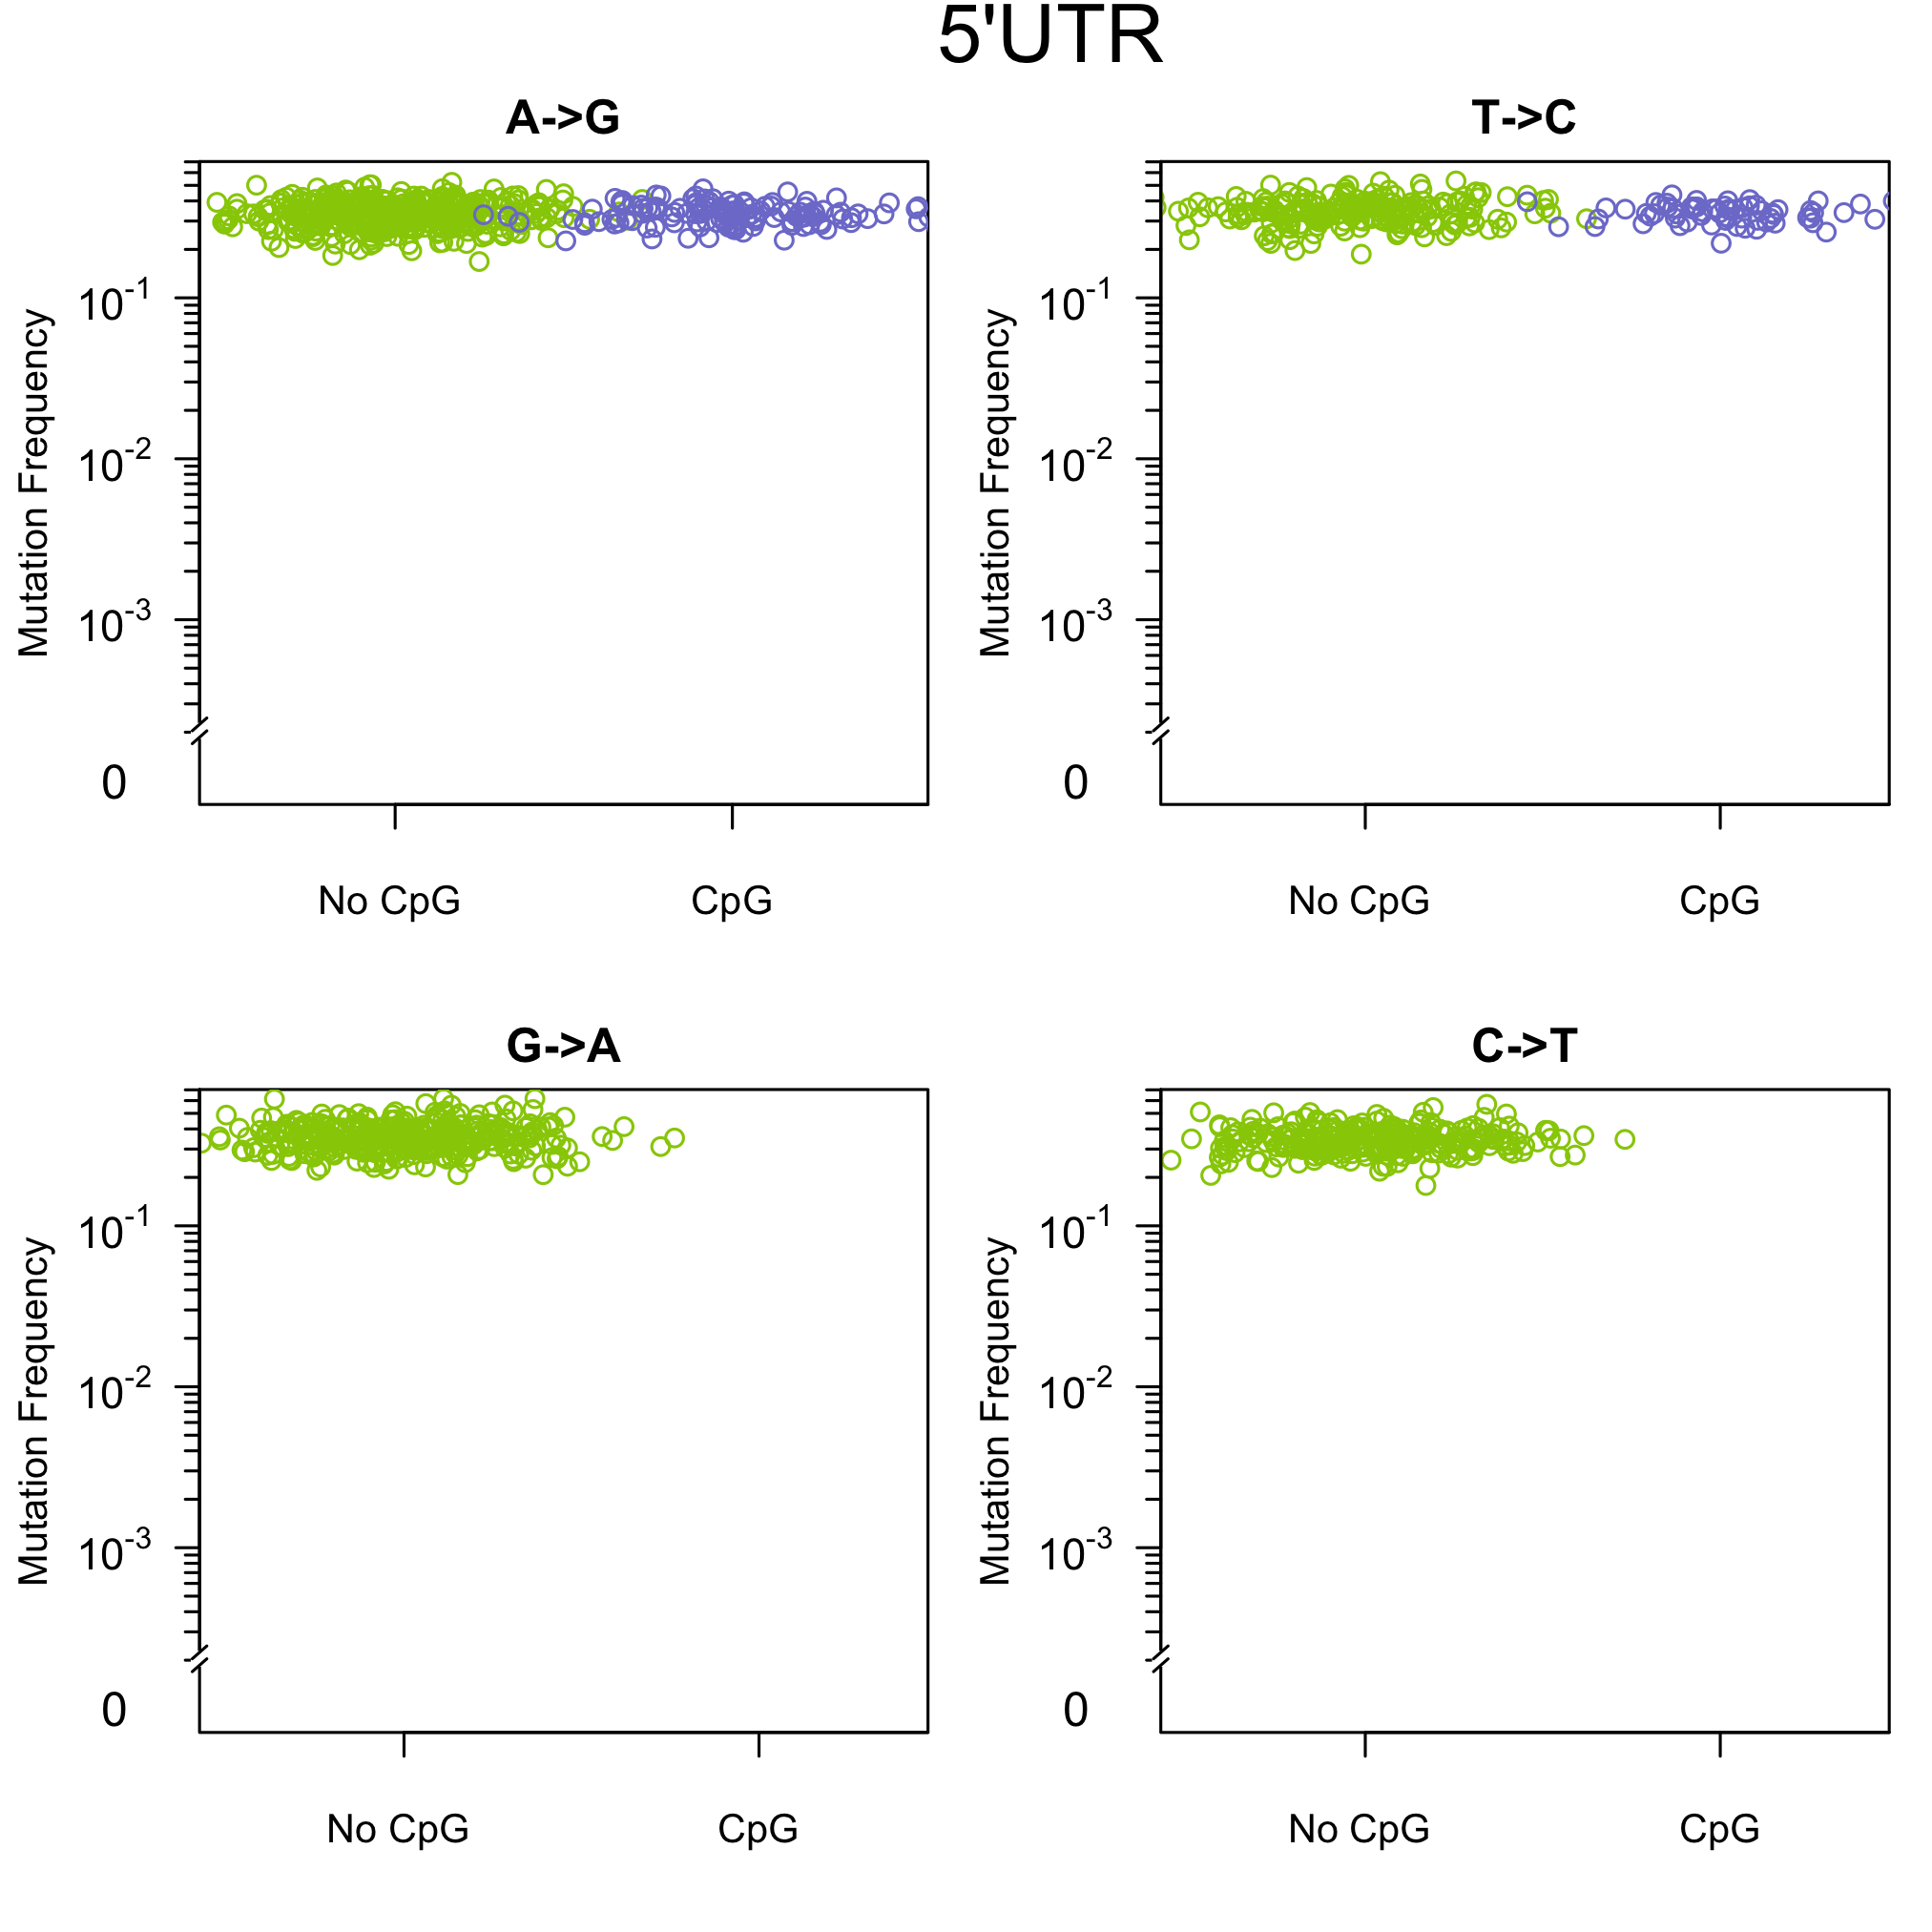 5'UTR
A->G
Mutation Frequency
10-1
10-2
10-3
0
No CpG CpG
T->C
Mutation Frequency
10-1
10-2
10-3
0
No CpG CpG
G->A
Mutation Frequency
10-1
10-2
10-3
0
No CpG CpG
C->T
Mutation Frequency
10-1
10-2
10-3
0
No CpG CpG